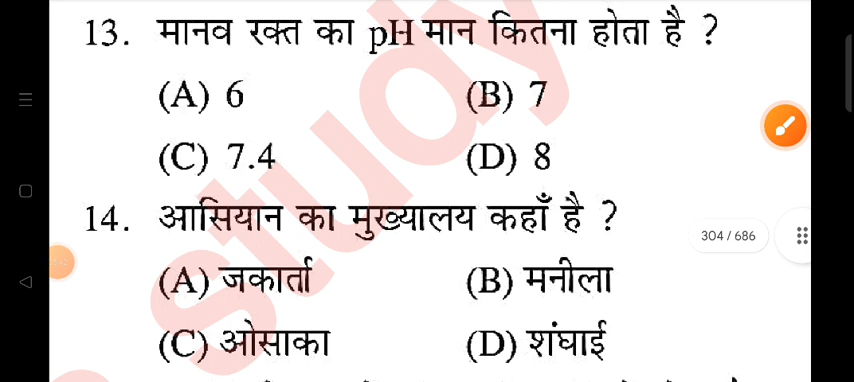 13. मानव रक्त का pH मान कितना होता है ?
(A) 6 (B) 7
(C) 7.4 (D) 8
14. आसियान का मुख्यालय कहाँ है ?
304 / 686
(A) जकार्ता (B) मनीला
(C) ओसाका (D) शंघाई
study